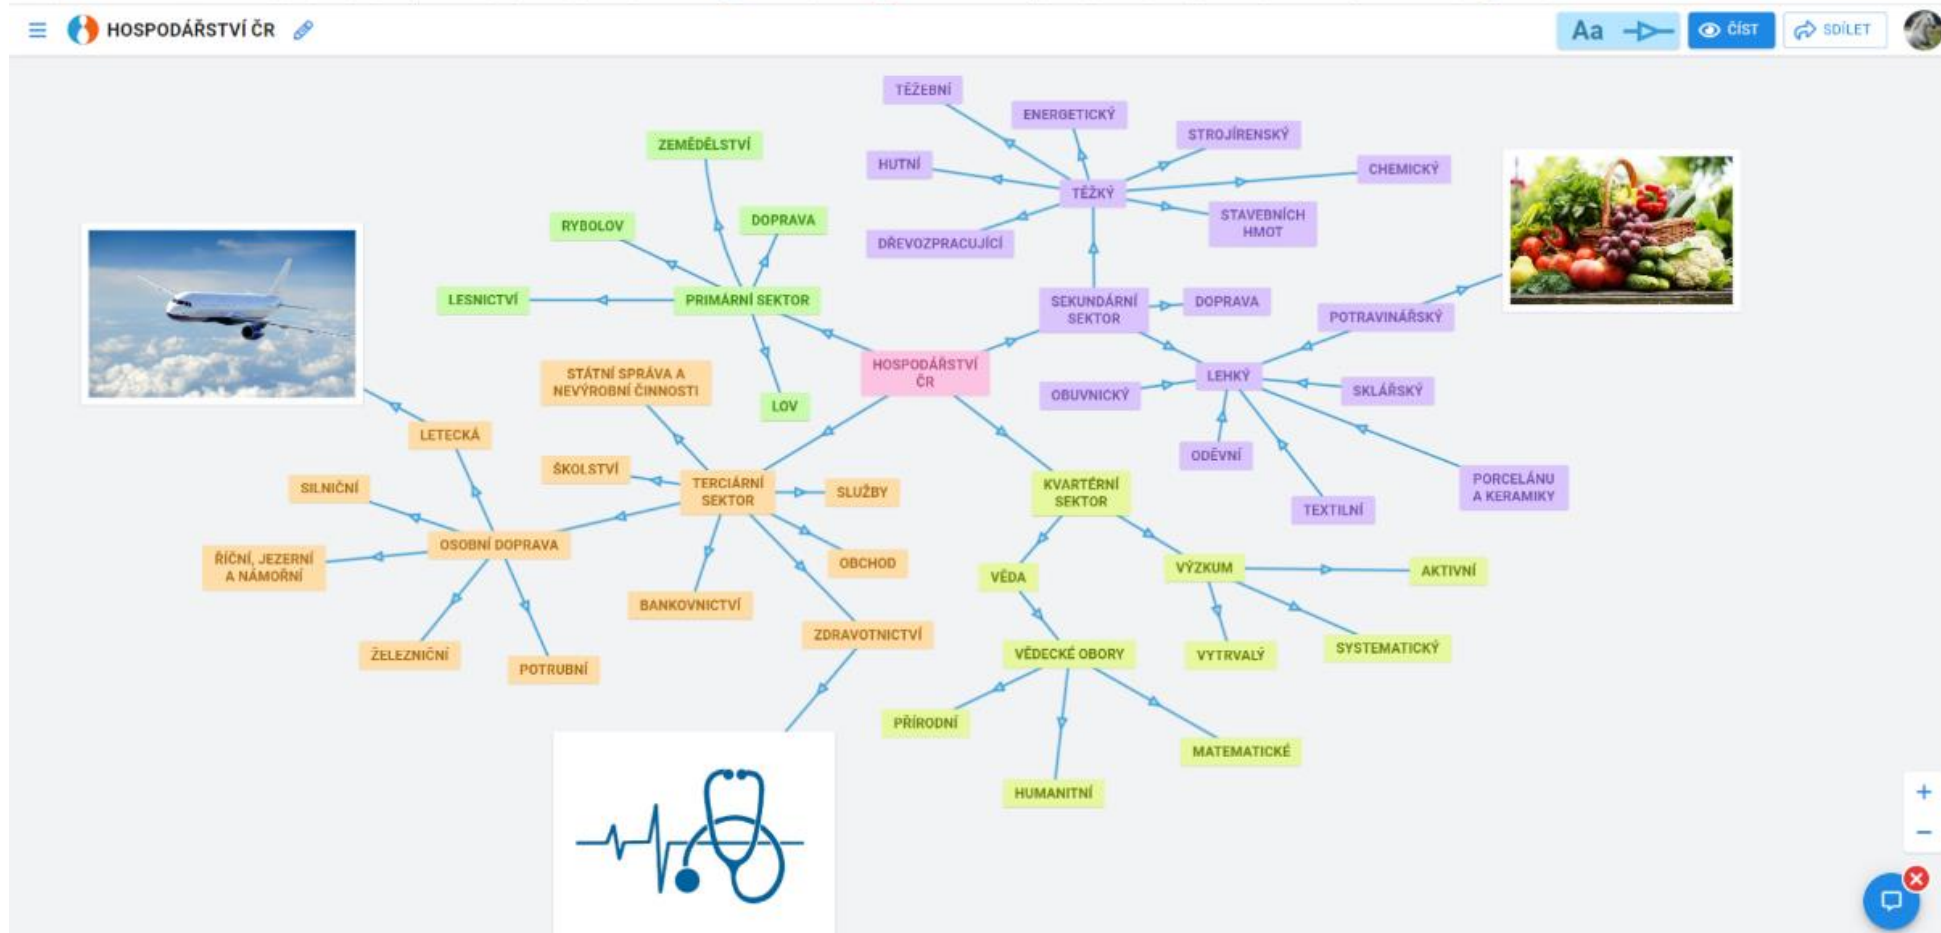 HOSPODÁŘSTVÍ ČR
Aa
ČÍST
SDÍLET
TĚŽEBNÍ
ENERGETICKÝ
STROJÍRENSKÝ
HUTNÍ
CHEMICKÝ
TĚŽKÝ
STAVEBNÍCH
HMOT
DŘEVOZPRACUJÍCÍ
ZEMĚDĚLSTVÍ
RYBOLOV
DOPRAVA
LESNICTVÍ
PRIMÁRNÍ SEKTOR
LOV
SEKUNDÁRNÍ
SEKTOR
DOPRAVA
POTRAVINÁŘSKÝ
HOSPODÁŘSTVÍ
ČR
LEHKÝ
OBUVNICKÝ
SKLÁŘSKÝ
ODĚVNÍ
PORCELÁNU
A KERAMIKY
TEXTILNÍ
STÁTNÍ SPRÁVA A
NEVÝROBNÍ ČINNOSTI
LETECKÁ
ŠKOLSTVÍ
SILNIČNÍ
TERCIÁRNÍ
SEKTOR
SLUŽBY
OSOBNÍ DOPRAVA
ŘÍČNÍ, JEZERNÍ
A NÁMOŘNÍ
OBCHOD
BANKOVNICTVÍ
ZDRAVOTNICTVÍ
ŽELEZNIČNÍ
POTRUBNÍ
KVARTÉRNÍ
SEKTOR
VĚDA
VÝZKUM
AKTIVNÍ
VĚDECKÉ OBORY
VYTRVALÝ
SYSTEMATICKÝ
PŘÍRODNÍ
MATEMATICKÉ
HUMANITNÍ